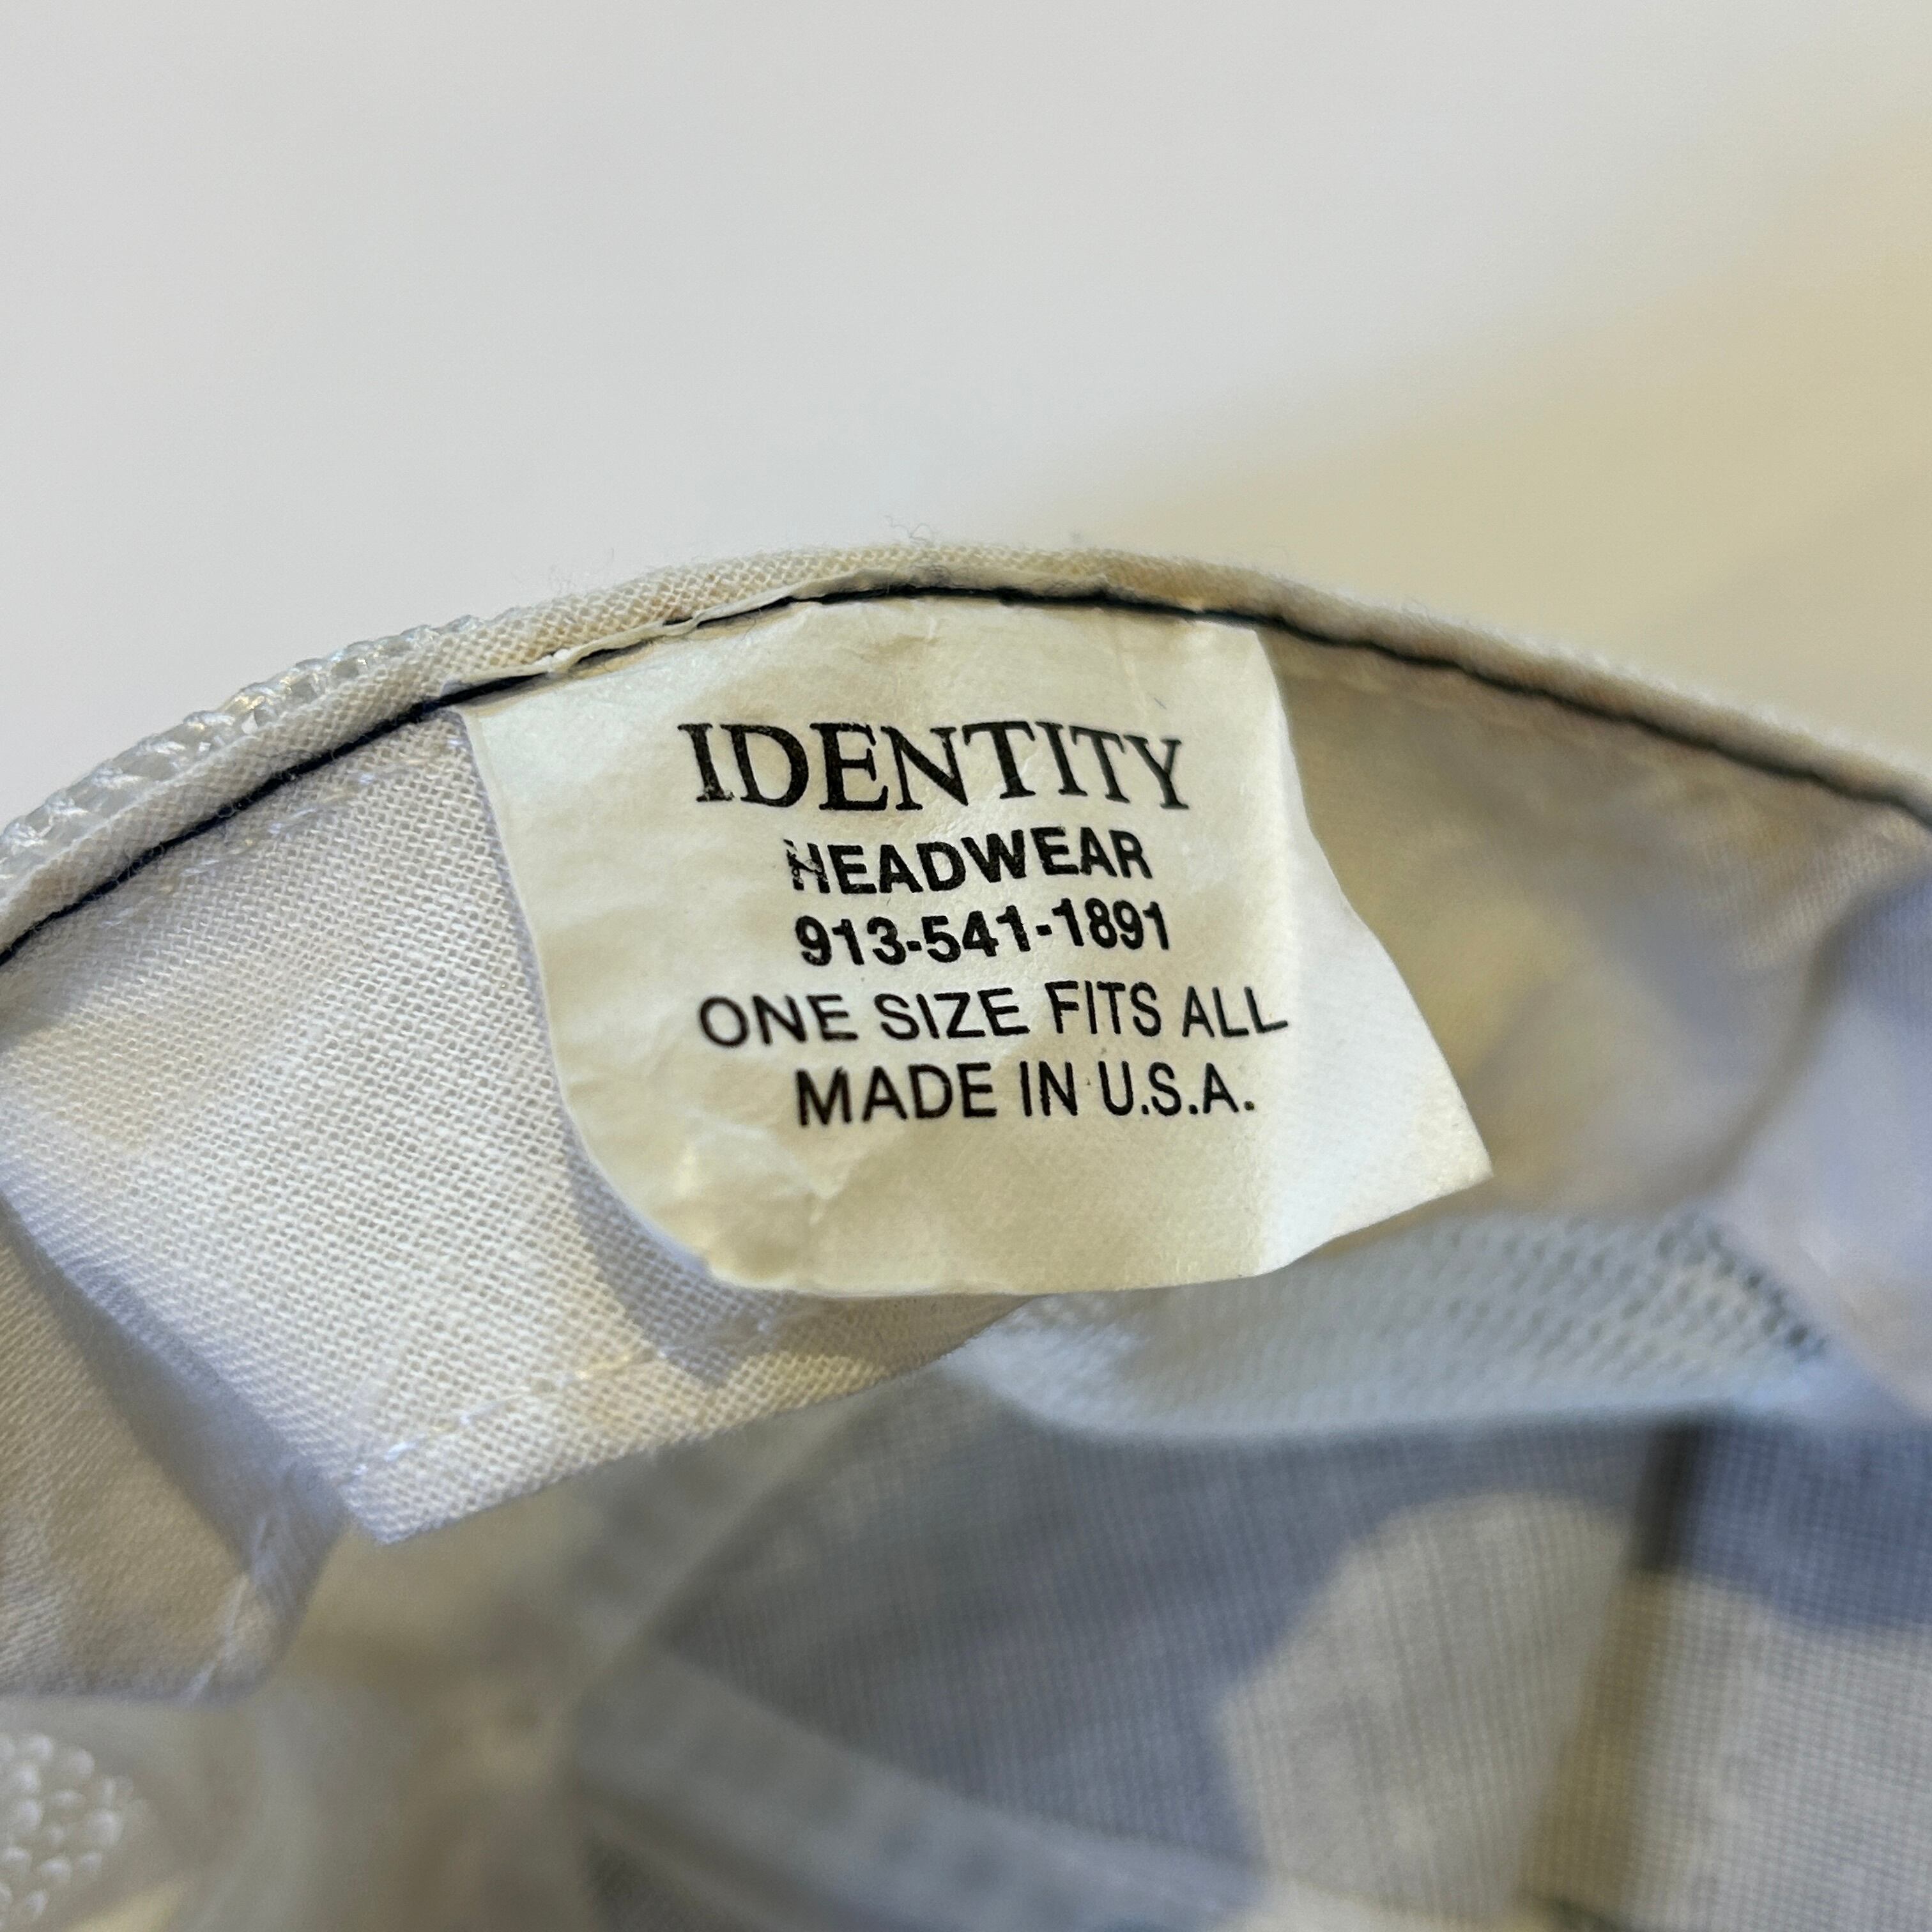 IDENTITY
HEADWEAR
913-541-1891
ONE SIZE FITS ALL
MADE IN U.S.A.